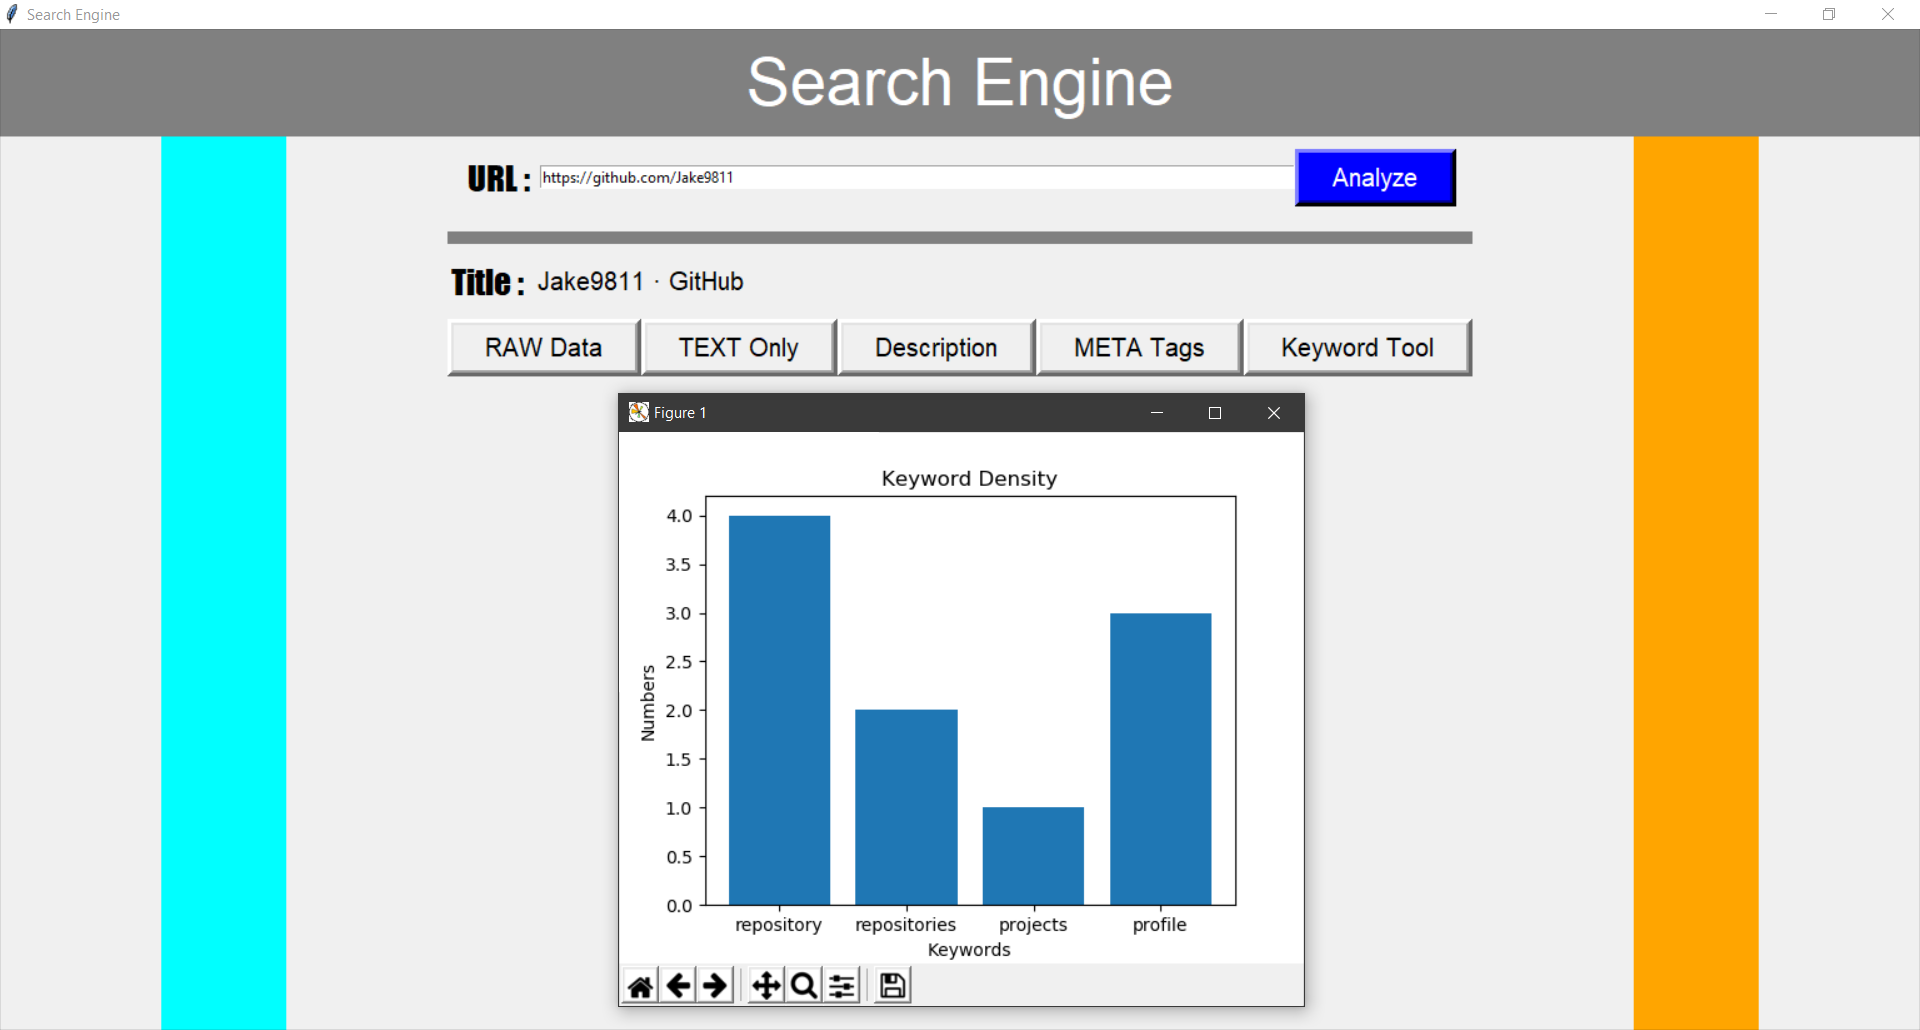 Search Engine
Search Engine
URL : https://github.com/Jake9811 Analyze
Title : Jake9811 · GitHub
RAW Data TEXT Only Description META Tags Keyword Tool
Figure 1
Keyword Density
4.0
3.5
3.0
2.5
2.0
1.5
1.0
0.5
0.0
Numbers
repository repositories projects profile
Keywords